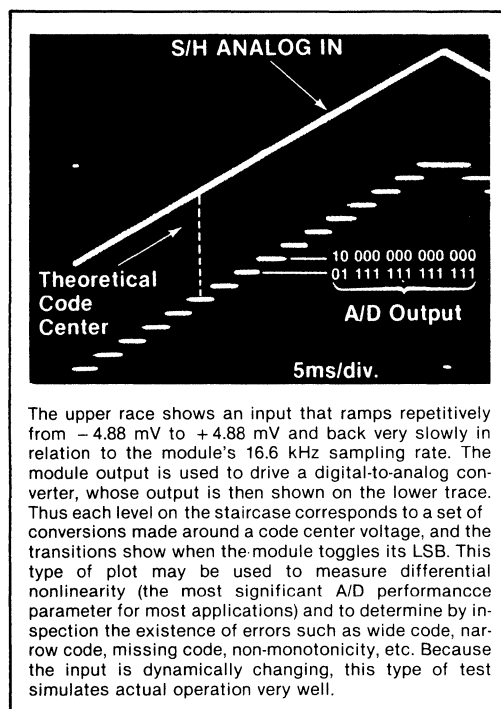 S/H ANALOG IN
Theoretical
Code
Center
10 000 000 000 000
01 111 111 111 111
A/D Output
5ms/div.
The upper race shows an input that ramps repetitively
from – 4.88 mV to + 4.88 mV and back very slowly in
relation to the module's 16.6 kHz sampling rate. The
module output is used to drive a digital-to-analog con-
verter, whose output is then shown on the lower trace.
Thus each level on the staircase corresponds to a set of
conversions made around a code center voltage, and the
transitions show when the module toggles its LSB. This
type of plot may be used to measure differential
nonlinearity (the most significant A/D performancce
parameter for most applications) and to determine by in-
spection the existence of errors such as wide code, nar-
row code, missing code, non-monotonicity, etc. Because
the input is dynamically changing, this type of test
simulates actual operation very well.